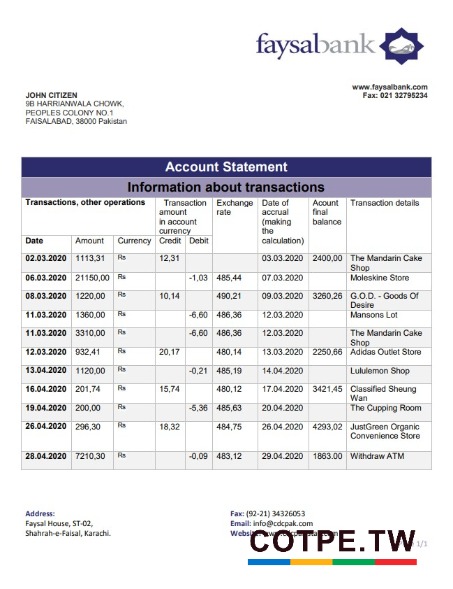 faysalbank
www.faysalbank.com
Fax: 021 32795234
JOHN CITIZEN
9B HARRIANWALA CHOWK,
PEOPLES COLONY NO.1
FAISALABAD, 38000 Pakistan
Account Statement
Information about transactions
Transactions, other operations Transaction amount in account currency Exchange rate Date of accrual (making the calculation) Acount final balance Transaction details
Date Amount Currency Credit Debit
02.03.2020 1113,31 Rs 12,31 03.03.2020 2400,00 The Mandarin Cake
Shop
06.03.2020 21150,00 Rs -1,03 485,44 07.03.2020 Moleskine Store
08.03.2020 1220,00 Rs 10,14 490,21 09.03.2020 3260,26 G.O.D. - Goods Of
Desire
11.03.2020 1360,00 Rs -6,60 486,36 12.03.2020 Mansons Lot
11.03.2020 3310,00 Rs -6,60 486,36 12.03.2020 The Mandarin Cake
Shop
12.03.2020 932,41 Rs 20,17 480,14 13.03.2020 2250,66 Adidas Outlet Store
13.04.2020 1120,00 Rs -0,21 485,19 14.04.2020 Lululemon Shop
16.04.2020 201,74 Rs 15,74 480,12 17.04.2020 3421,45 Classified Sheung
Wan
19.04.2020 200,00 Rs -5,36 485,63 20.04.2020 The Cupping Room
26.04.2020 296,30 Rs 18,32 484,75 26.04.2020 4293,02 JustGreen Organic
Convenience Store
28.04.2020 7210,30 Rs -0,09 483,12 29.04.2020 1863.00 Withdraw ATM
Address:
Faysal House, ST-02,
Shahrah-e-Faisal, Karachi.
Fax: (92-21) 34326053
Email: info@cdcpak.com
Website:
COTPE.TW
1/1